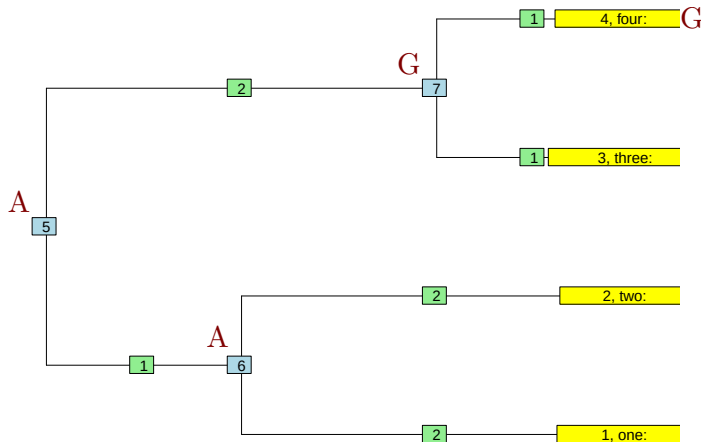 1 4, four: G
G
2 7
1 3, three:
A
5
2 2, two:
A
1 6
2 1, one: